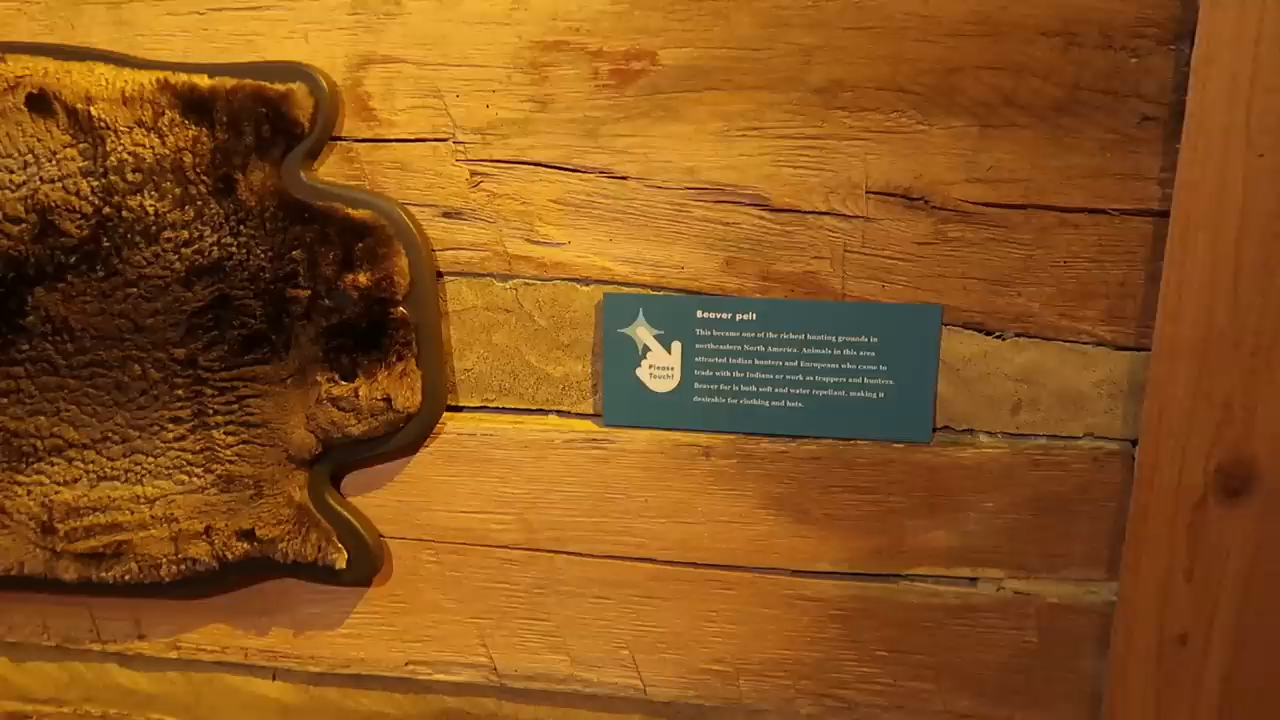 Beaver pelt
This became one of the richest hunting grounds in
northeastern North America. Animals in this area
attracted Indian hunters and Europeans who came to
trade with the Indians or work as trappers and hunters.
Beaver fur is both soft and water repellant, making it
desirable for clothing and hats.
Please
Touch!